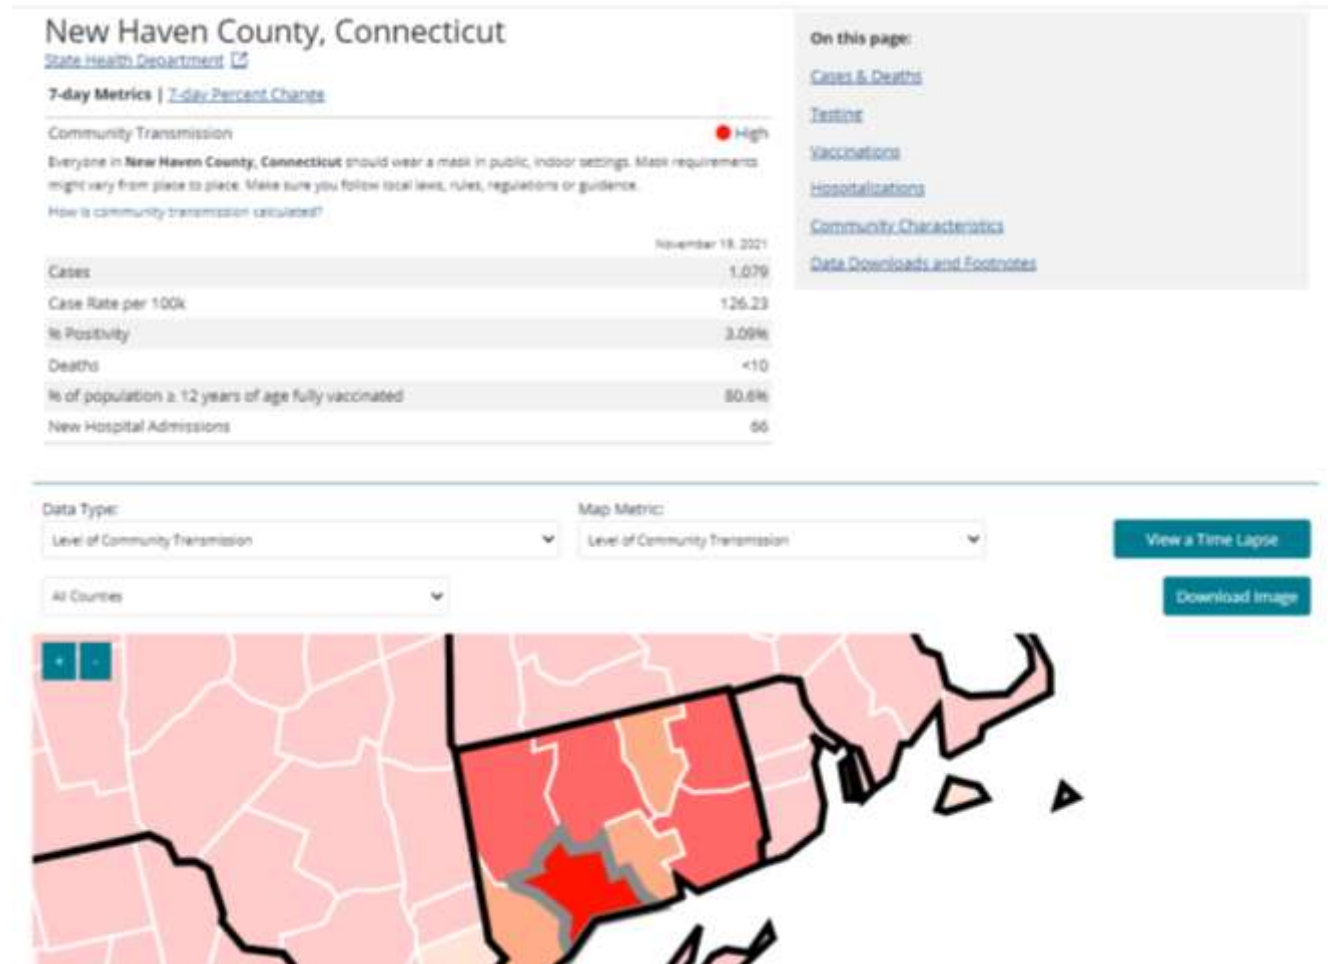 New Haven County, Connecticut
State Health Department
7-day Metrics | 7-day Percent Change
Community Transmission
High
Everyone in New Haven County, Connecticut should wear a mask in public, indoor settings. Mask requirements
might vary from place to place. Make sure you follow local laws, rules, regulations or guidance.
How is community transmission calculated?
November 19, 2021
Cases 1,079
Case Rate per 100k 126.23
% Positivity 3.09%
Deaths <10
% of population ≥ 12 years of age fully vaccinated 80.6%
New Hospital Admissions 66
On this page:
Cases & Deaths
Testing
Vaccinations
Hospitalizations
Community Characteristics
Data Downloads and Footnotes
Data Type:
Level of Community Transmission
Map Metric:
Level of Community Transmission
View a Time Lapse
All Counties
Download Image
+ -